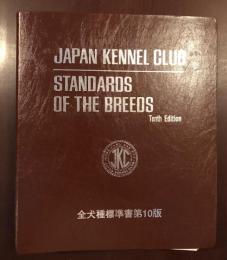 JAPAN KENNEL CLUB
STANDARDS
OF THE BREEDS
Tenth Edition
JKC
全犬種標準書第10版